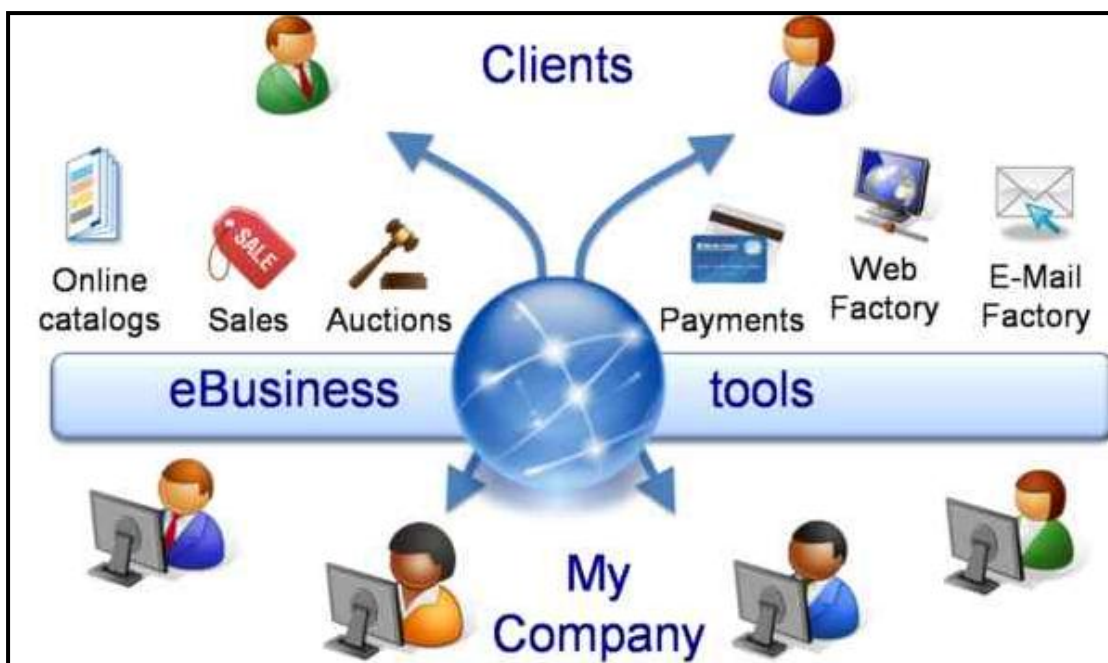 Clients
Online
catalogs
SALE
Sales
Auctions
Payments
Web
Factory
E-Mail
Factory
eBusiness tools
My
Company